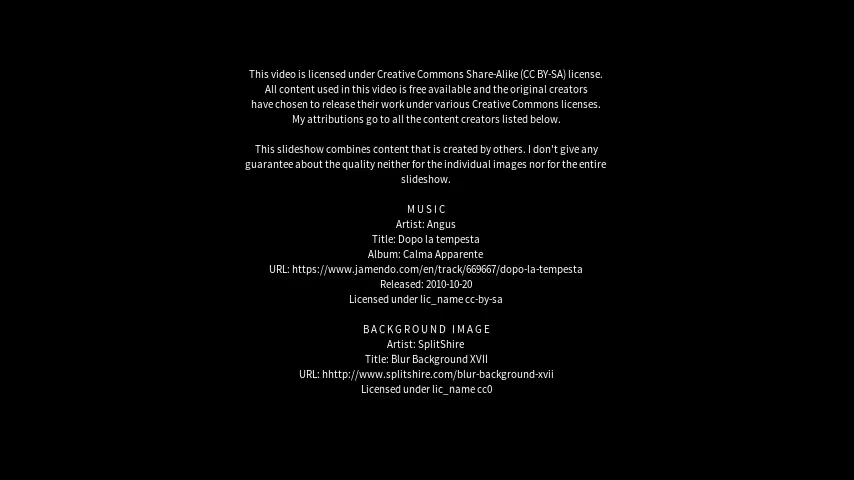 This video is licensed under Creative Commons Share-Alike (CC BY-SA) license.
All content used in this video is free available and the original creators
have chosen to release their work under various Creative Commons licenses.
My attributions go to all the content creators listed below.
This slideshow combines content that is created by others. I don't give any
guarantee about the quality neither for the individual images nor for the entire
slideshow.
M U S I C
Artist: Angus
Title: Dopo la tempesta
Album: Calma Apparente
URL: https://www.jamendo.com/en/track/669667/dopo-la-tempesta
Released: 2010-10-20
Licensed under lic_name cc-by-sa
B A C K G R O U N D   I M A G E
Artist: SplitShire
Title: Blur Background XVII
URL: hhttp://www.splitshire.com/blur-background-xvii
Licensed under lic_name cc0